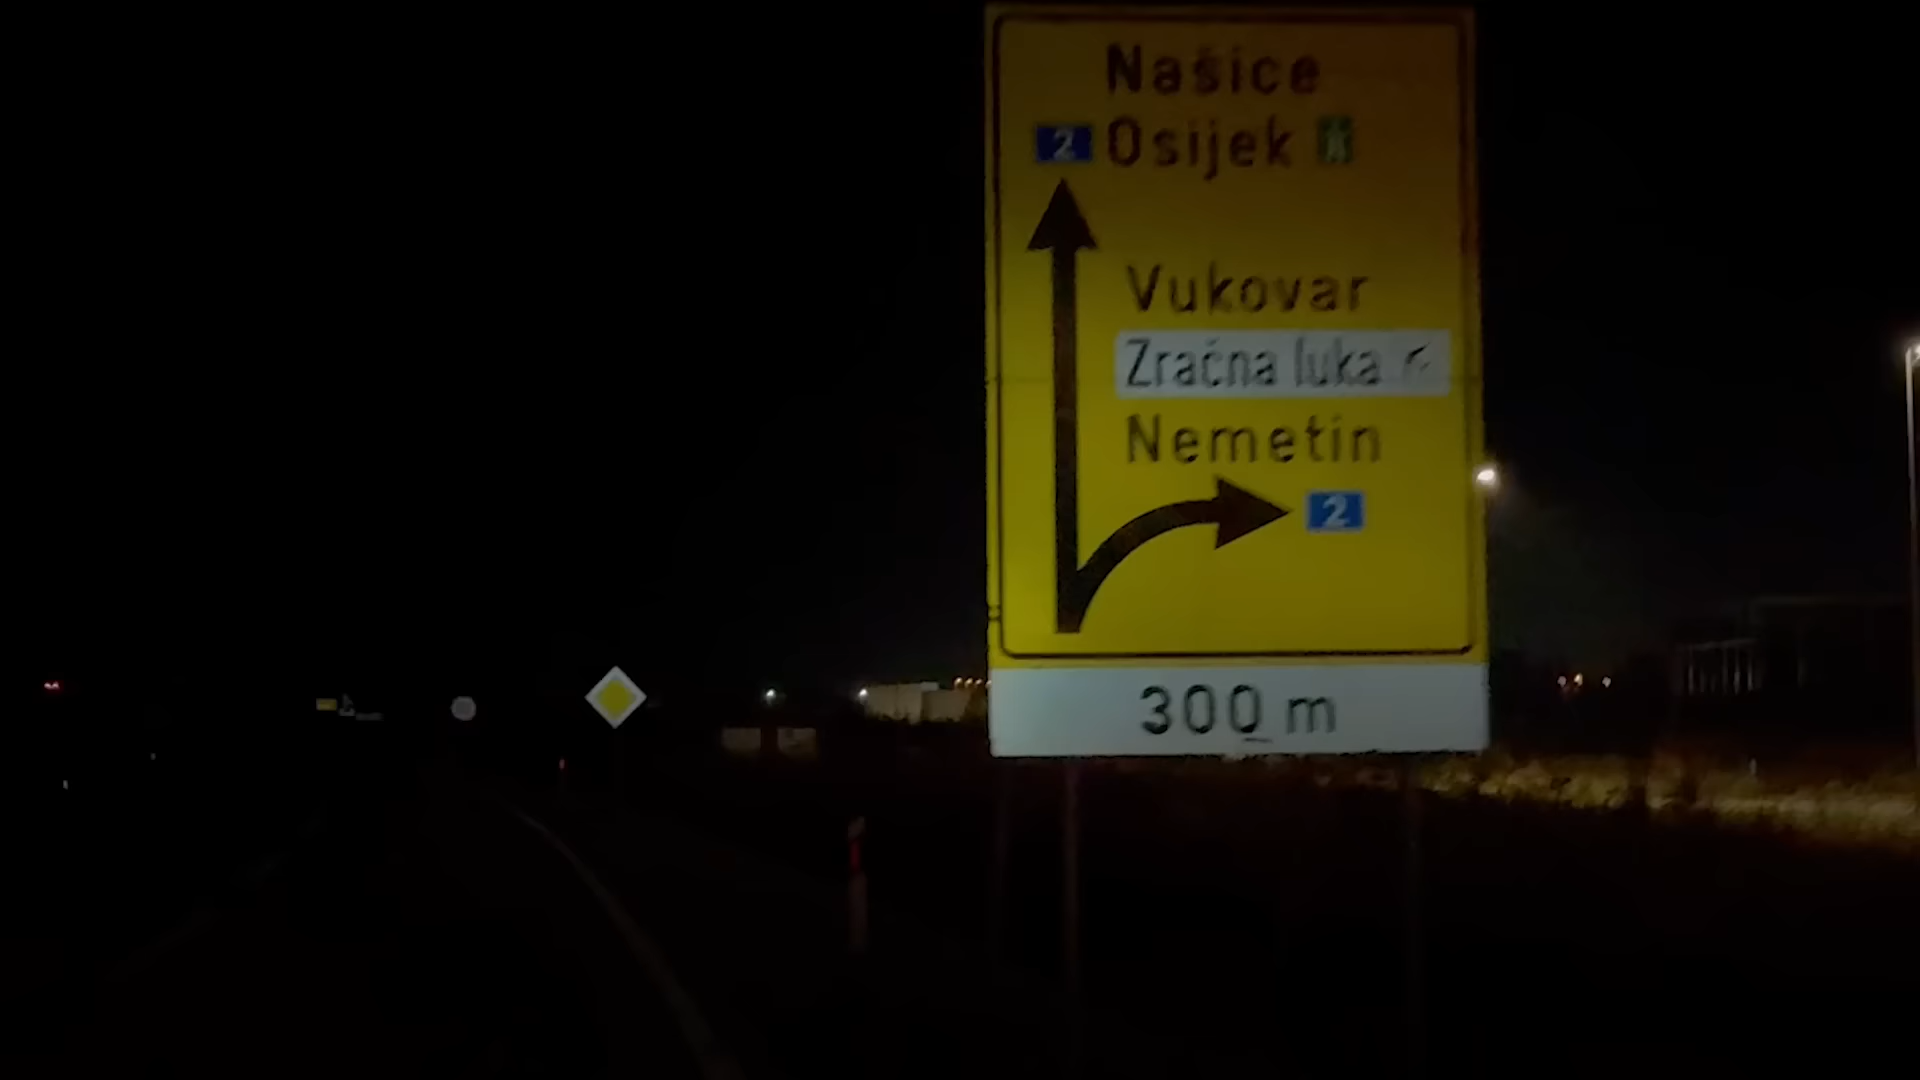 Našice
2 Osijek
Vukovar
Zračna luka
Nemetin
2
300 m